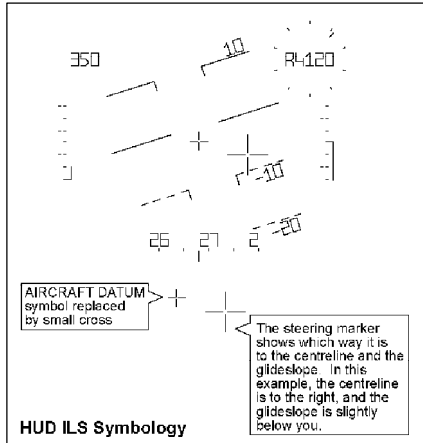 350
10
R4120
-10
-20
26 27 2
AIRCRAFT DATUM
symbol replaced
by small cross
The steering marker
shows which way it is
to the centreline and the
glideslope. In this
example, the centreline
is to the right, and the
glideslope is slightly
below you.
HUD ILS Symbology